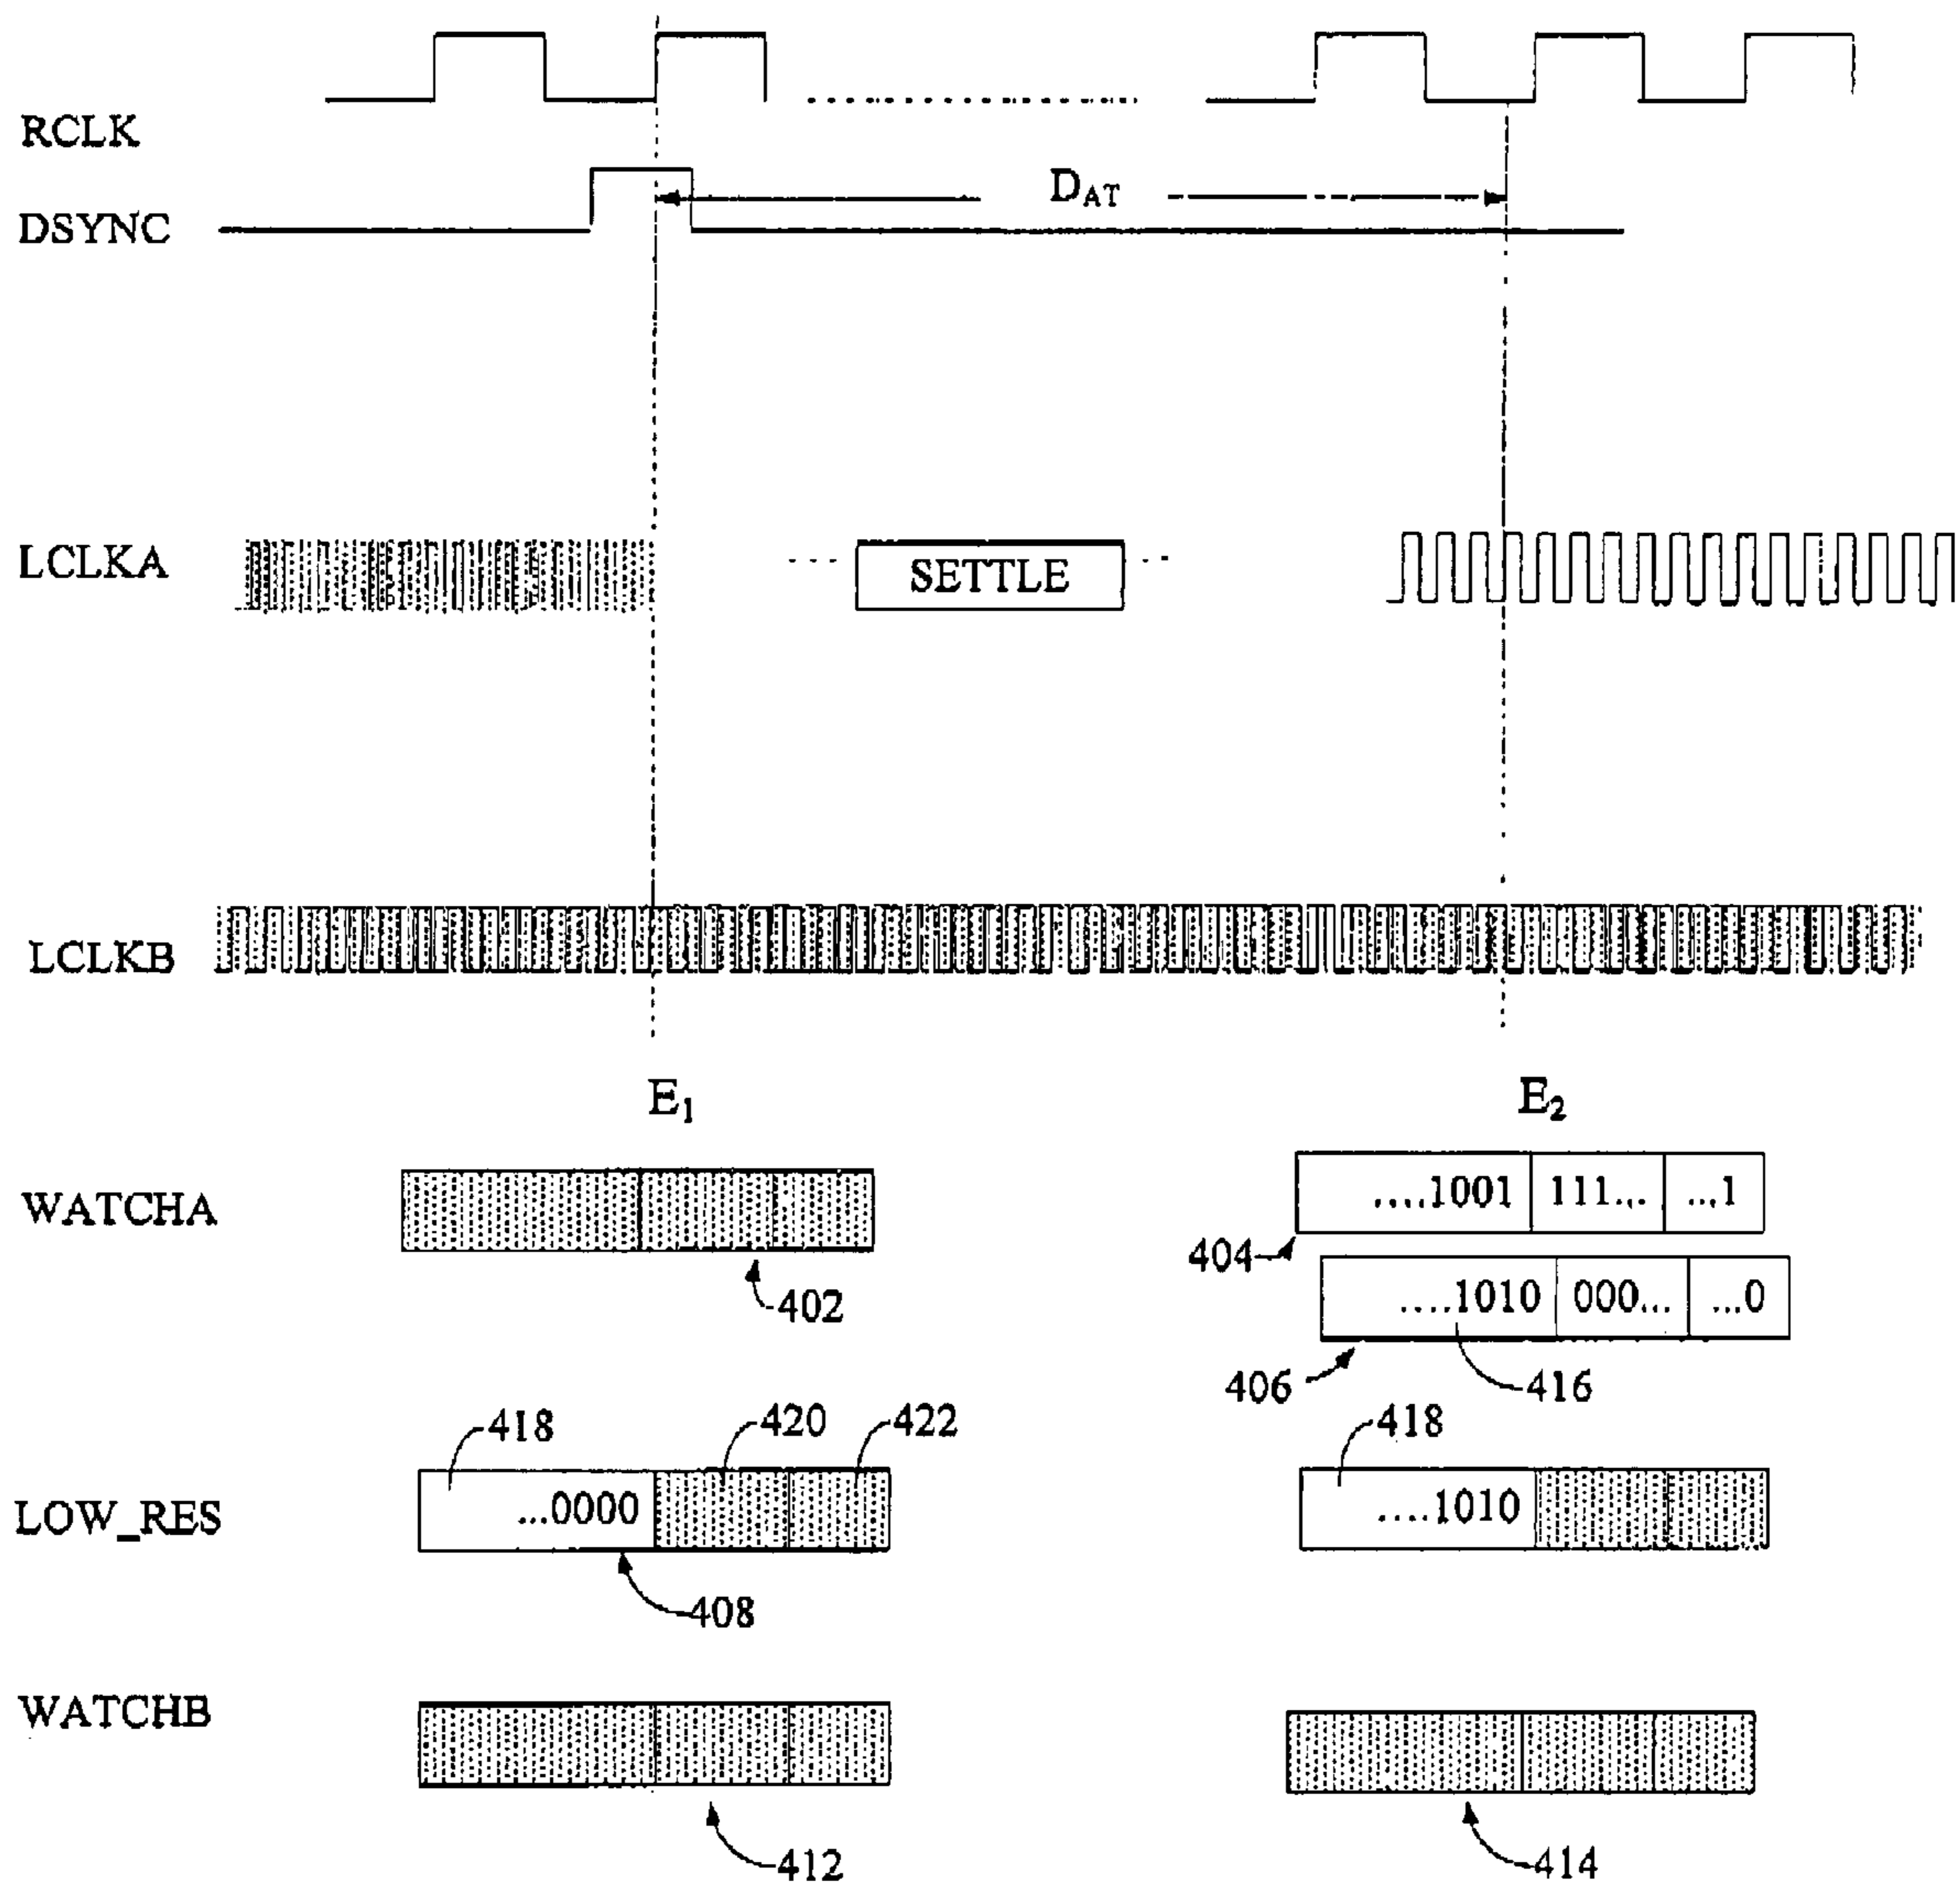 RCLK
D_AT
DSYNC
LCLKA
SETTLE
LCLKB
E₁
E₂
WATCHA
....1001 111... ...1
404
402
....1010 000... ...0
406
416
418
420
422
418
LOW_RES
...0000
....1010
408
WATCHB
412
414